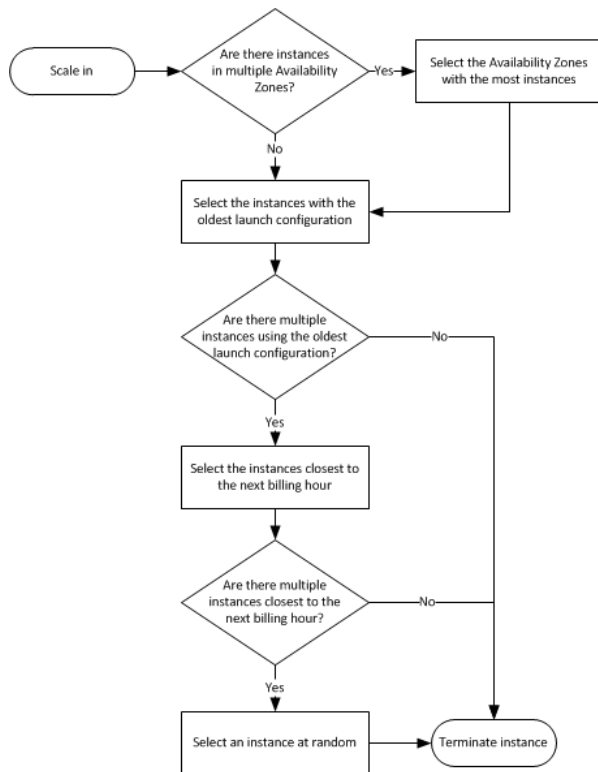 Scale in
Are there instances
in multiple Availability
Zones?
Yes
Select the Availability Zones
with the most instances
No
Select the instances with the
oldest launch configuration
Are there multiple
instances using the oldest
launch configuration?
No
Yes
Select the instances closest to
the next billing hour
Are there multiple
instances closest to the
next billing hour?
No
Yes
Select an instance at random
Terminate instance